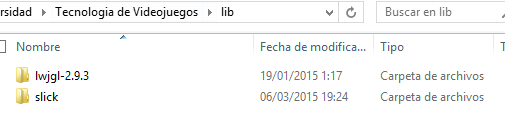 rsidad › Tecnologia de Videojuegos › lib
Buscar en lib
Nombre Fecha de modifica... Tipo
lwjgl-2.9.3 19/01/2015 1:17 Carpeta de archivos
slick 06/03/2015 19:24 Carpeta de archivos